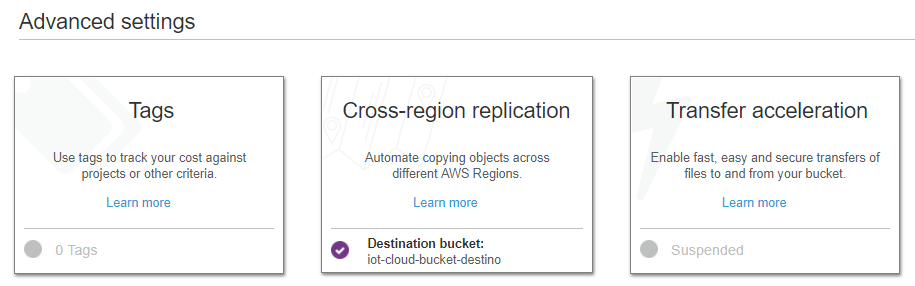 Advanced settings
Tags
Use tags to track your cost against
projects or other criteria.
Learn more
0 Tags
Cross-region replication
Automate copying objects across
different AWS Regions.
Learn more
Destination bucket:
iot-cloud-bucket-destino
Transfer acceleration
Enable fast, easy and secure transfers of
files to and from your bucket.
Learn more
Suspended